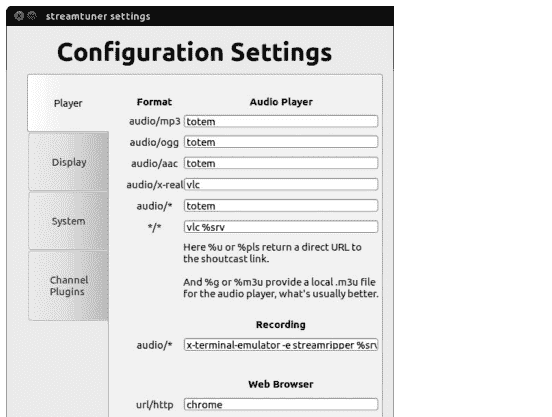 streamtuner settings
Configuration Settings
Player
Format Audio Player
audio/mp3 totem
audio/ogg totem
Display
audio/aac totem
audio/x-real vlc
audio/* totem
System
*/* vlc %srv
Here %u or %pls return a direct URL to
the shoutcast link.
Channel
Plugins
And %g or %m3u provide a local .m3u file
for the audio player, what's usually better.
Recording
audio/* x-terminal-emulator -e streamripper %srv
Web Browser
url/http chrome